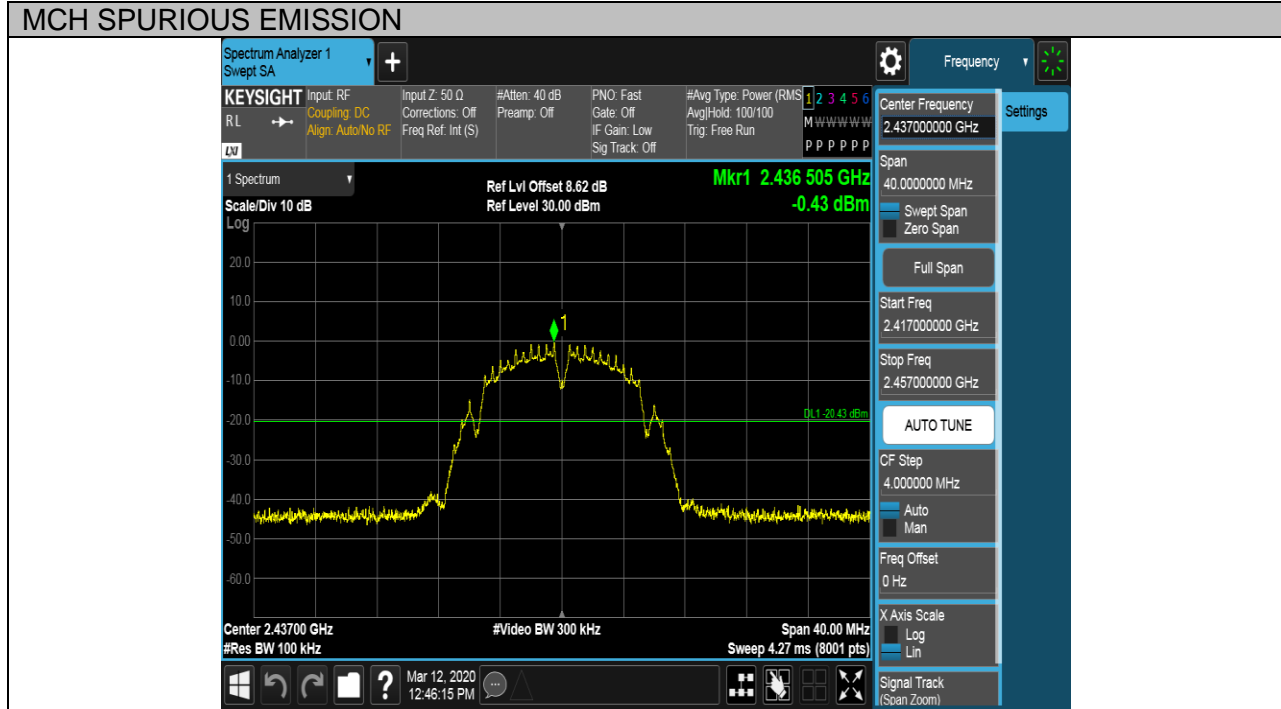 MCH SPURIOUS EMISSION
Spectrum Analyzer 1
Swept SA
Frequency
KEYSIGHT
RL
LXI
Input: RF
Coupling: DC
Align: Auto/No RF
Input Z: 50 Ω
Corrections: Off
Freq Ref: Int (S)
#Atten: 40 dB
Preamp: Off
PNO: Fast
Gate: Off
IF Gain: Low
Sig Track: Off
#Avg Type: Power (RMS
Avg|Hold: 100/100
Trig: Free Run
1 2 3 4 5 6
M W W W W W
P P P P P P
1 Spectrum
Scale/Div 10 dB
Log
Ref Lvl Offset 8.62 dB
Ref Level 30.00 dBm
Mkr1 2.436 505 GHz
-0.43 dBm
20.0
10.0
0.00
-10.0
-20.0
-30.0
-40.0
-50.0
-60.0
1
DL1 -20.43 dBm
Center 2.43700 GHz
#Res BW 100 kHz
#Video BW 300 kHz
Span 40.00 MHz
Sweep 4.27 ms (8001 pts)
Center Frequency
2.437000000 GHz
Settings
Span
40.0000000 MHz
Swept Span
Zero Span
Full Span
Start Freq
2.417000000 GHz
Stop Freq
2.457000000 GHz
AUTO TUNE
CF Step
4.000000 MHz
Auto
Man
Freq Offset
0 Hz
X Axis Scale
Log
Lin
Signal Track
(Span Zoom)
?
Mar 12, 2020
12:46:15 PM